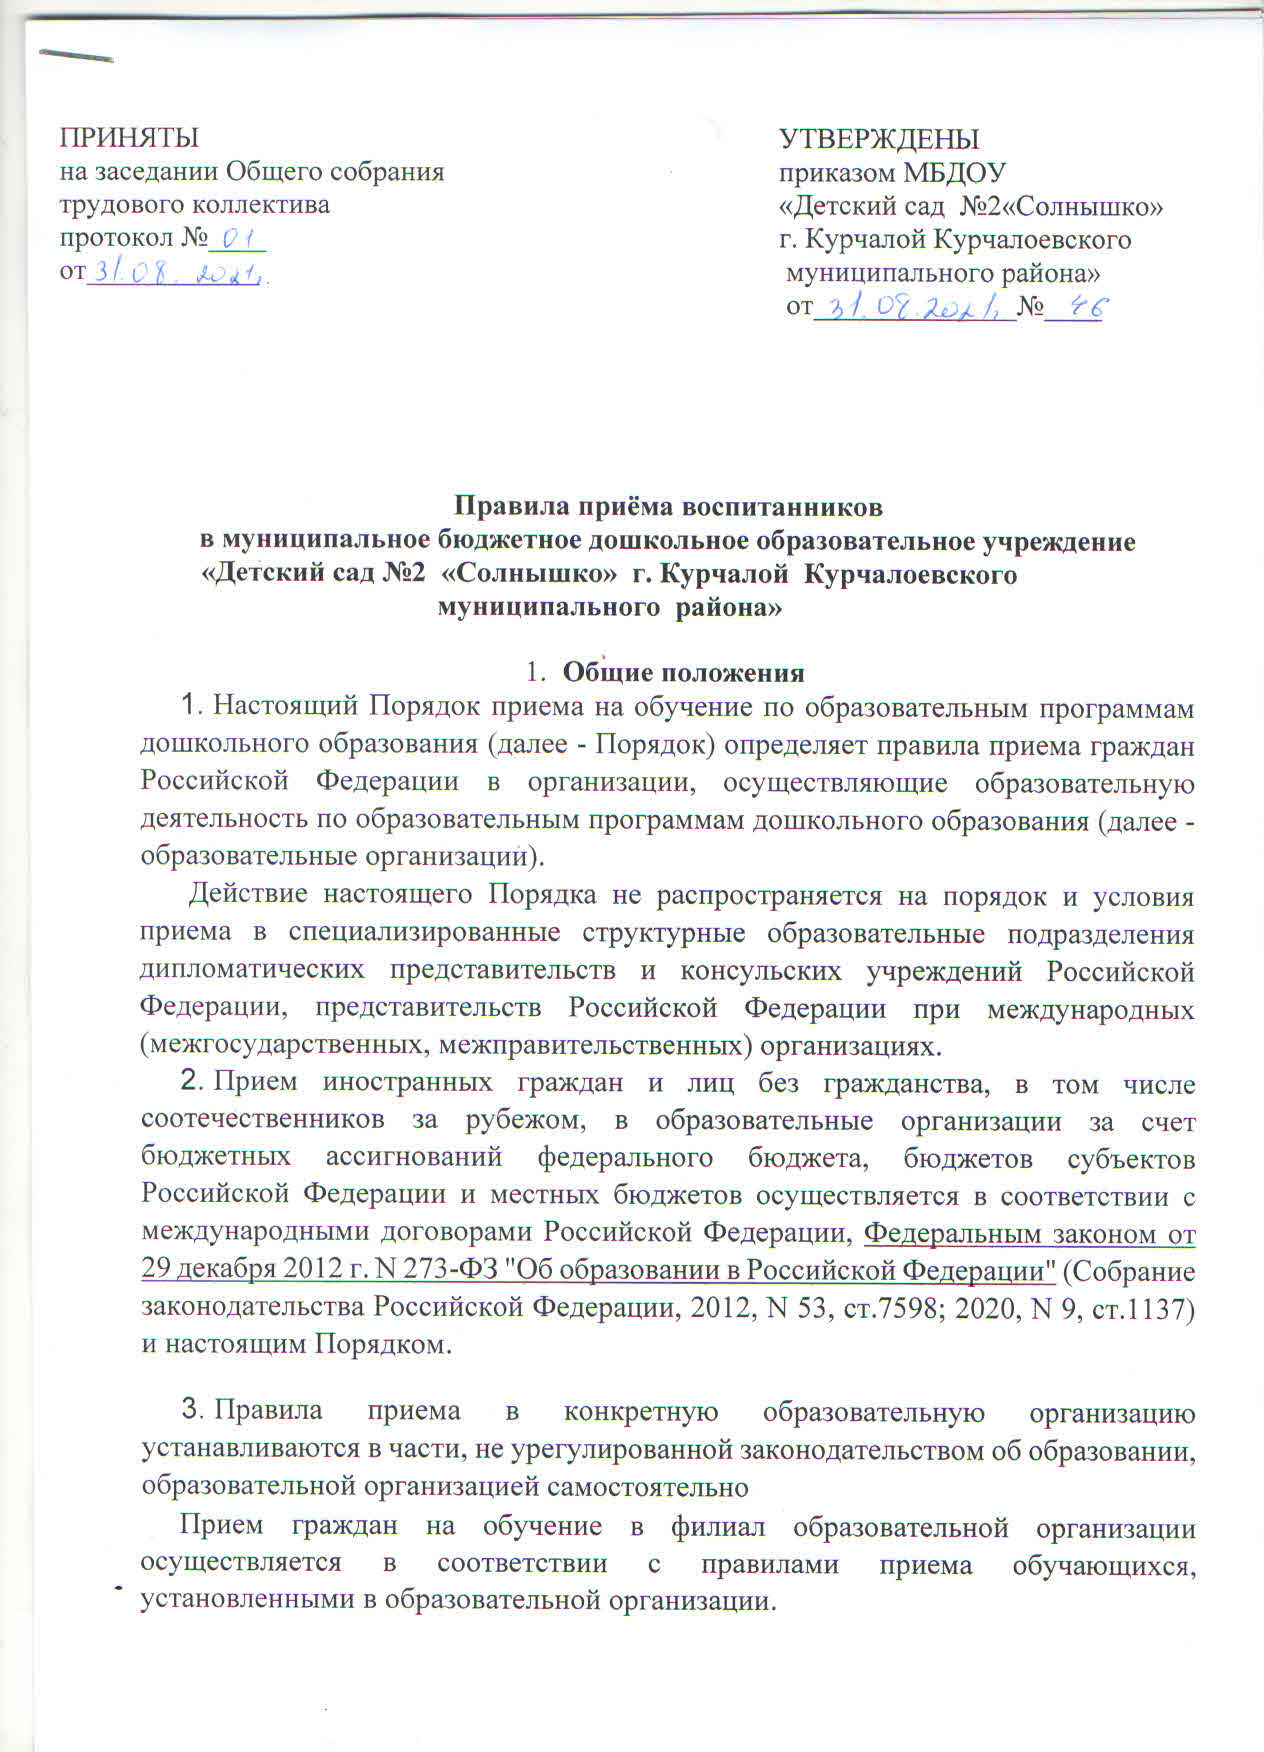 ПРИНЯТЫ
на заседании Общего собрания
трудового коллектива
протокол № 01
от 31.08. 2021г.
УТВЕРЖДЕНЫ
приказом МБДОУ
«Детский сад №2«Солнышко»
г. Курчалой Курчалоевского
муниципального района»
от 31.08.2021г. № 46
Правила приёма воспитанников
в муниципальное бюджетное дошкольное образовательное учреждение
«Детский сад №2 «Солнышко» г. Курчалой Курчалоевского
муниципального района»
1. Общие положения
1. Настоящий Порядок приема на обучение по образовательным программам
дошкольного образования (далее - Порядок) определяет правила приема граждан
Российской Федерации в организации, осуществляющие образовательную
деятельность по образовательным программам дошкольного образования (далее -
образовательные организации).
Действие настоящего Порядка не распространяется на порядок и условия
приема в специализированные структурные образовательные подразделения
дипломатических представительств и консульских учреждений Российской
Федерации, представительств Российской Федерации при международных
(межгосударственных, межправительственных) организациях.
2. Прием иностранных граждан и лиц без гражданства, в том числе
соотечественников за рубежом, в образовательные организации за счет
бюджетных ассигнований федерального бюджета, бюджетов субъектов
Российской Федерации и местных бюджетов осуществляется в соответствии с
международными договорами Российской Федерации, Федеральным законом от
29 декабря 2012 г. N 273-ФЗ "Об образовании в Российской Федерации" (Собрание
законодательства Российской Федерации, 2012, N 53, ст.7598; 2020, N 9, ст.1137)
и настоящим Порядком.
3. Правила приема в конкретную образовательную организацию
устанавливаются в части, не урегулированной законодательством об образовании,
образовательной организацией самостоятельно
Прием граждан на обучение в филиал образовательной организации
осуществляется в соответствии с правилами приема обучающихся,
установленными в образовательной организации.